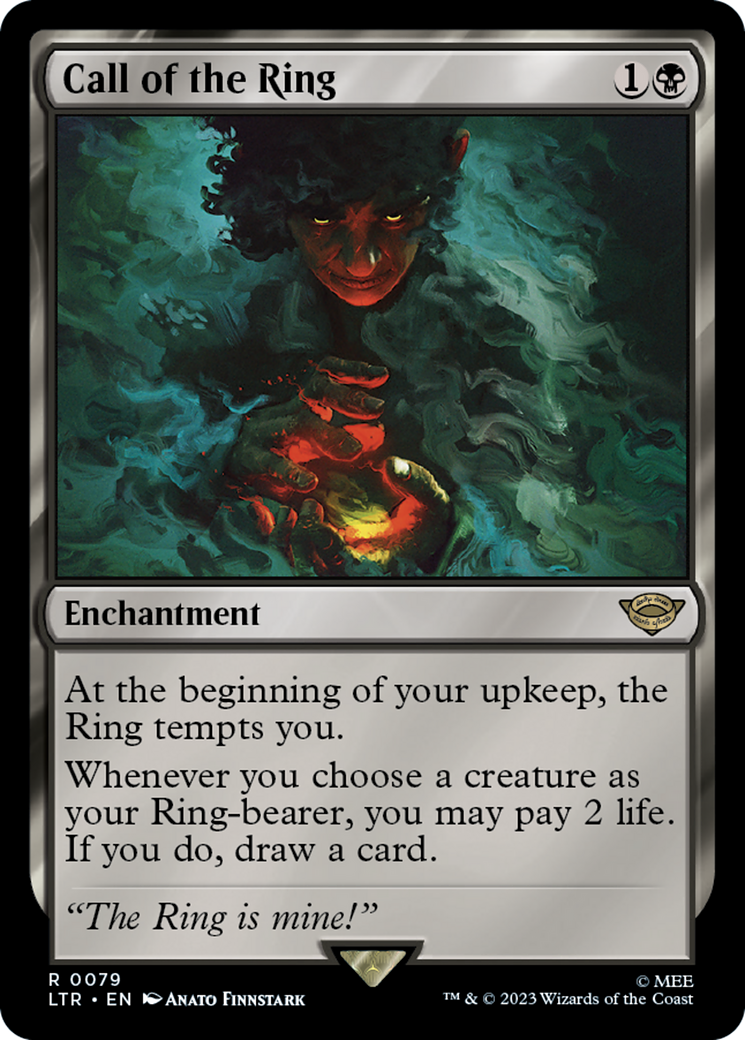 Call of the Ring
1
Enchantment
At the beginning of your upkeep, the
Ring tempts you.
Whenever you choose a creature as
your Ring-bearer, you may pay 2 life.
If you do, draw a card.
“The Ring is mine!”
R 0079
LTR • EN Anato Finnstark
© MEE
™ & © 2023 Wizards of the Coast